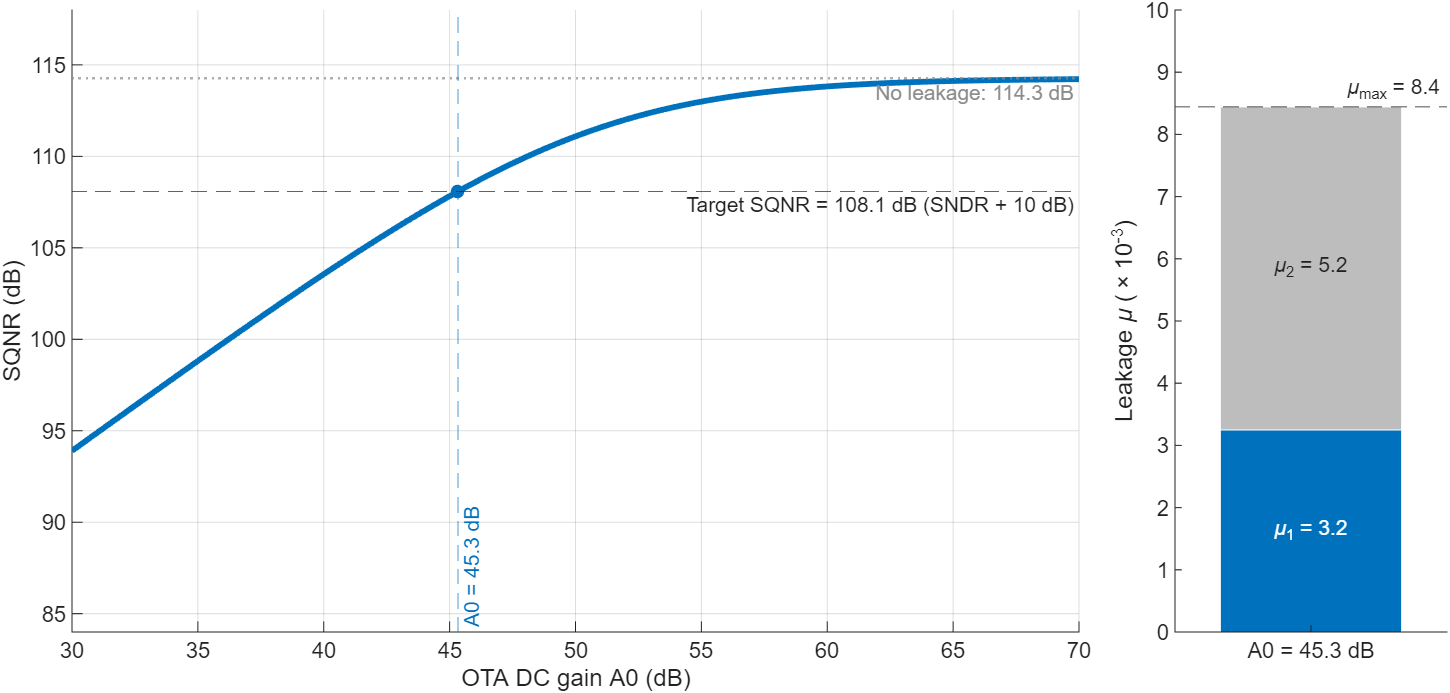 115
110
105
100
95
90
85
SQNR (dB)
No leakage: 114.3 dB
Target SQNR = 108.1 dB (SNDR + 10 dB)
A0 = 45.3 dB
30
35
40
45
50
55
60
65
70
OTA DC gain A0 (dB)
10
9
8
7
6
5
4
3
2
1
0
Leakage μ ( × 10⁻³)
μmax = 8.4
μ₂ = 5.2
μ₁ = 3.2
A0 = 45.3 dB